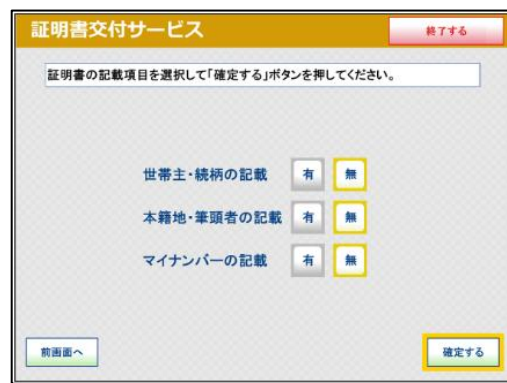 証明書交付サービス
終了する
証明書の記載項目を選択して「確定する」ボタンを押してください。
世帯主・続柄の記載 有 無
本籍地・筆頭者の記載 有 無
マイナンバーの記載 有 無
前画面へ
確定する